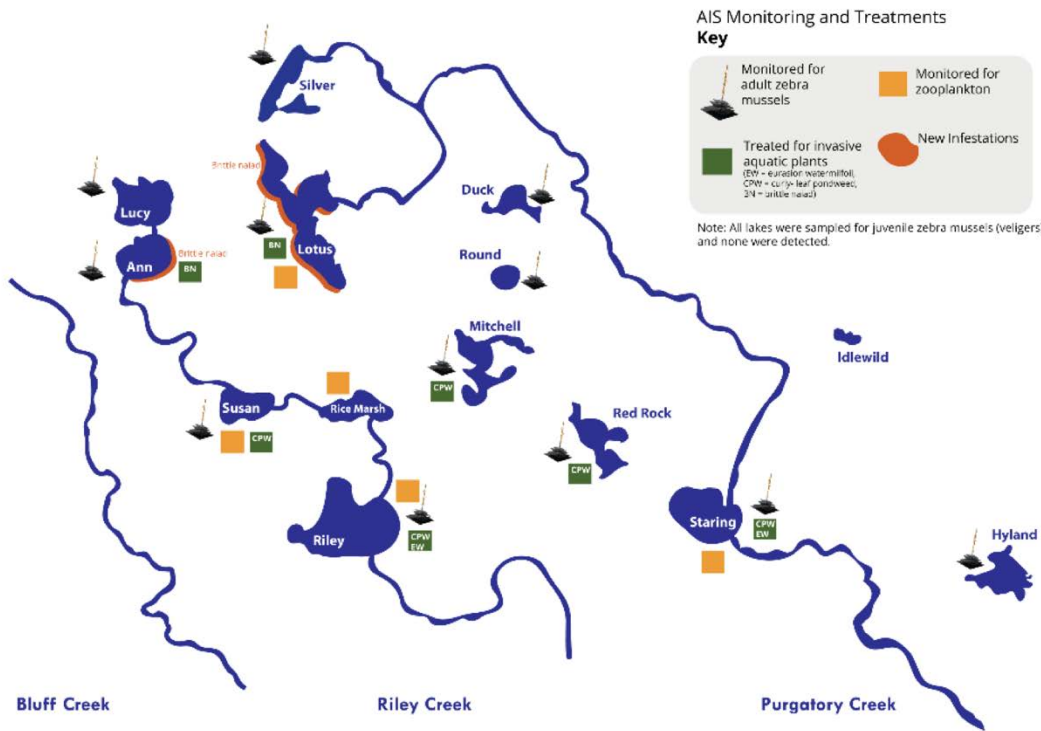 AIS Monitoring and Treatments
Key
Monitored for
adult zebra
mussels
Monitored for
zooplankton
Treated for invasive
aquatic plants
(EW = eurasion watermilfoil,
CPW = curly- leaf pondweed,
BN = brittle naiad)
New Infestations
Note: All lakes were sampled for juvenile zebra mussels (veligers)
and none were detected.
Silver
Brittle naiad
Lucy
Duck
BN
Lotus
Ann
Brittle naiad
BN
Round
Mitchell
Idlewild
CPW
Susan
Rice Marsh
Red Rock
CPW
CPW
Riley
CPW
EW
Staring
CPW
EW
Hyland
Bluff Creek
Riley Creek
Purgatory Creek